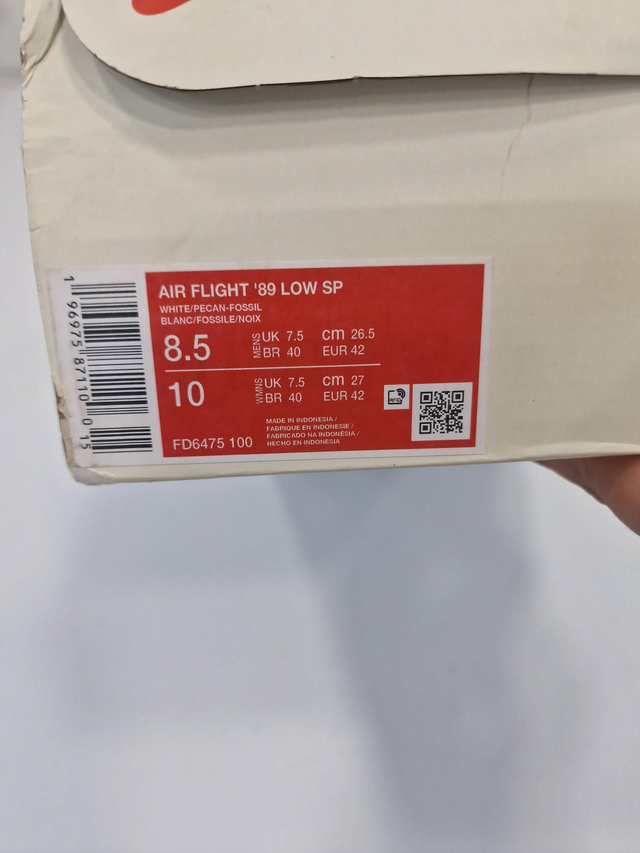 AIR FLIGHT '89 LOW SP
WHITE/PECAN-FOSSIL
BLANC/FOSSILE/NOIX
8.5 MENS UK 7.5 cm 26.5
BR 40 EUR 42
10 WMNS UK 7.5 cm 27
BR 40 EUR 42
MADE IN INDONESIA /
FABRIQUE EN INDONESIE /
FABRICADO NA INDONÉSIA /
HECHO EN INDONESIA
FD6475 100
1 96975 87110 0 15